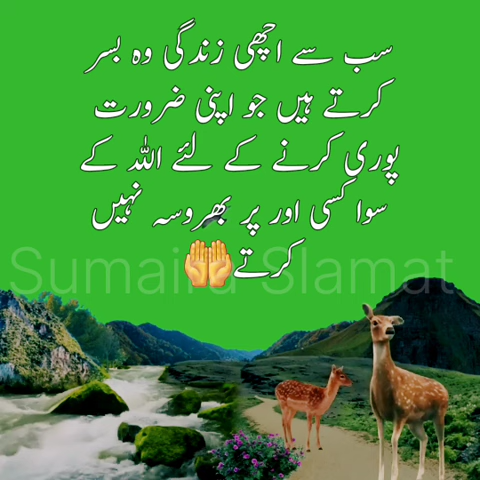 سب سے اچھی زندگی وہ بسر
کرتے ہیں جو اپنی ضرورت
پوری کرنے کے لئے اللہ کے
سوا کسی اور پر بھروسہ نہیں
کرتے🤲
Sumaira Slamat